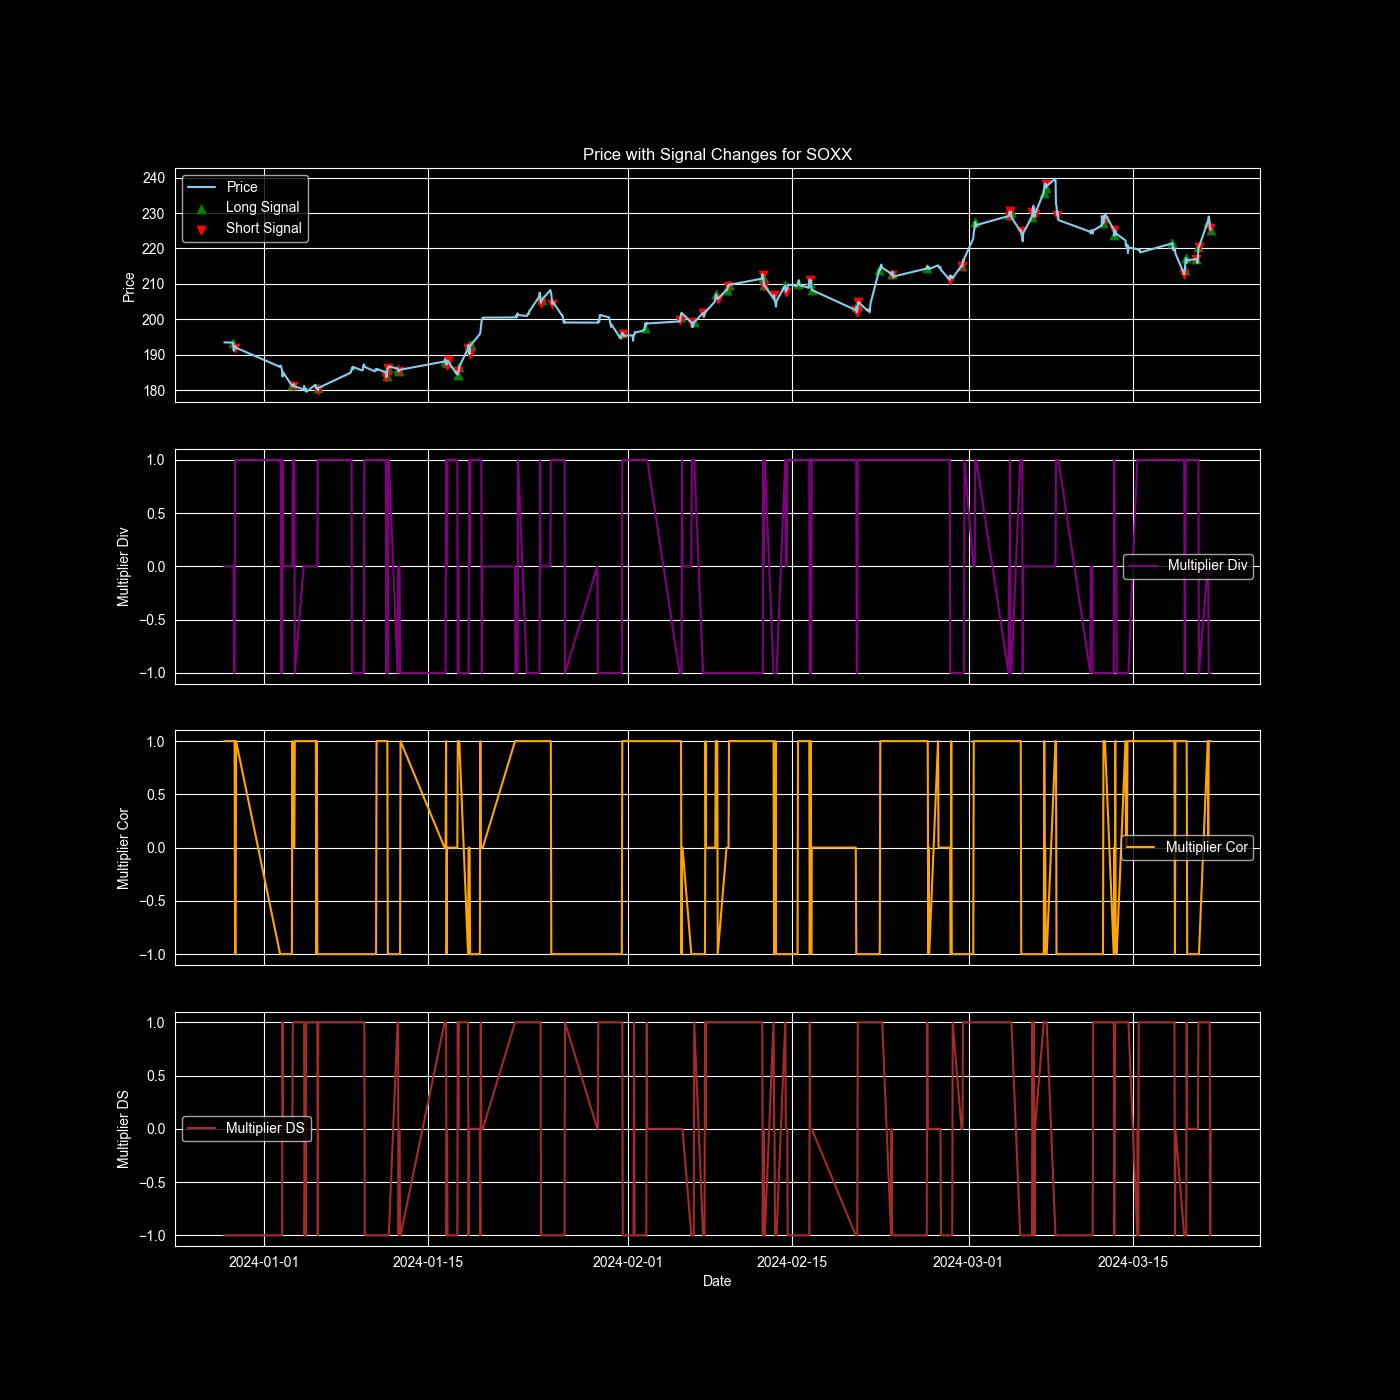 Price with Signal Changes for SOXX
Price
Long Signal
Short Signal
240
230
220
210
200
190
180
Price
1.0
0.5
0.0
−0.5
−1.0
Multiplier Div
Multiplier Div
1.0
0.5
0.0
−0.5
−1.0
Multiplier Cor
Multiplier Cor
1.0
0.5
0.0
−0.5
−1.0
Multiplier DS
Multiplier DS
2024-01-01 2024-01-15 2024-02-01 2024-02-15 2024-03-01 2024-03-15
Date